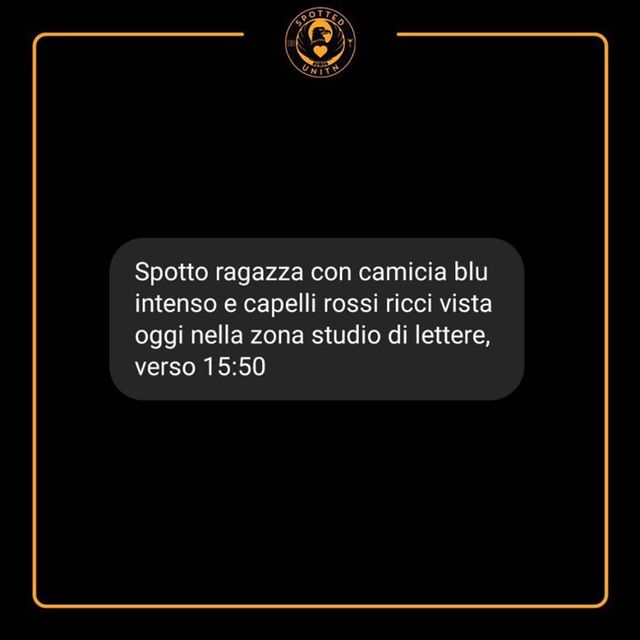 SPOTTED
UNITN
Spotto ragazza con camicia blu
intenso e capelli rossi ricci vista
oggi nella zona studio di lettere,
verso 15:50